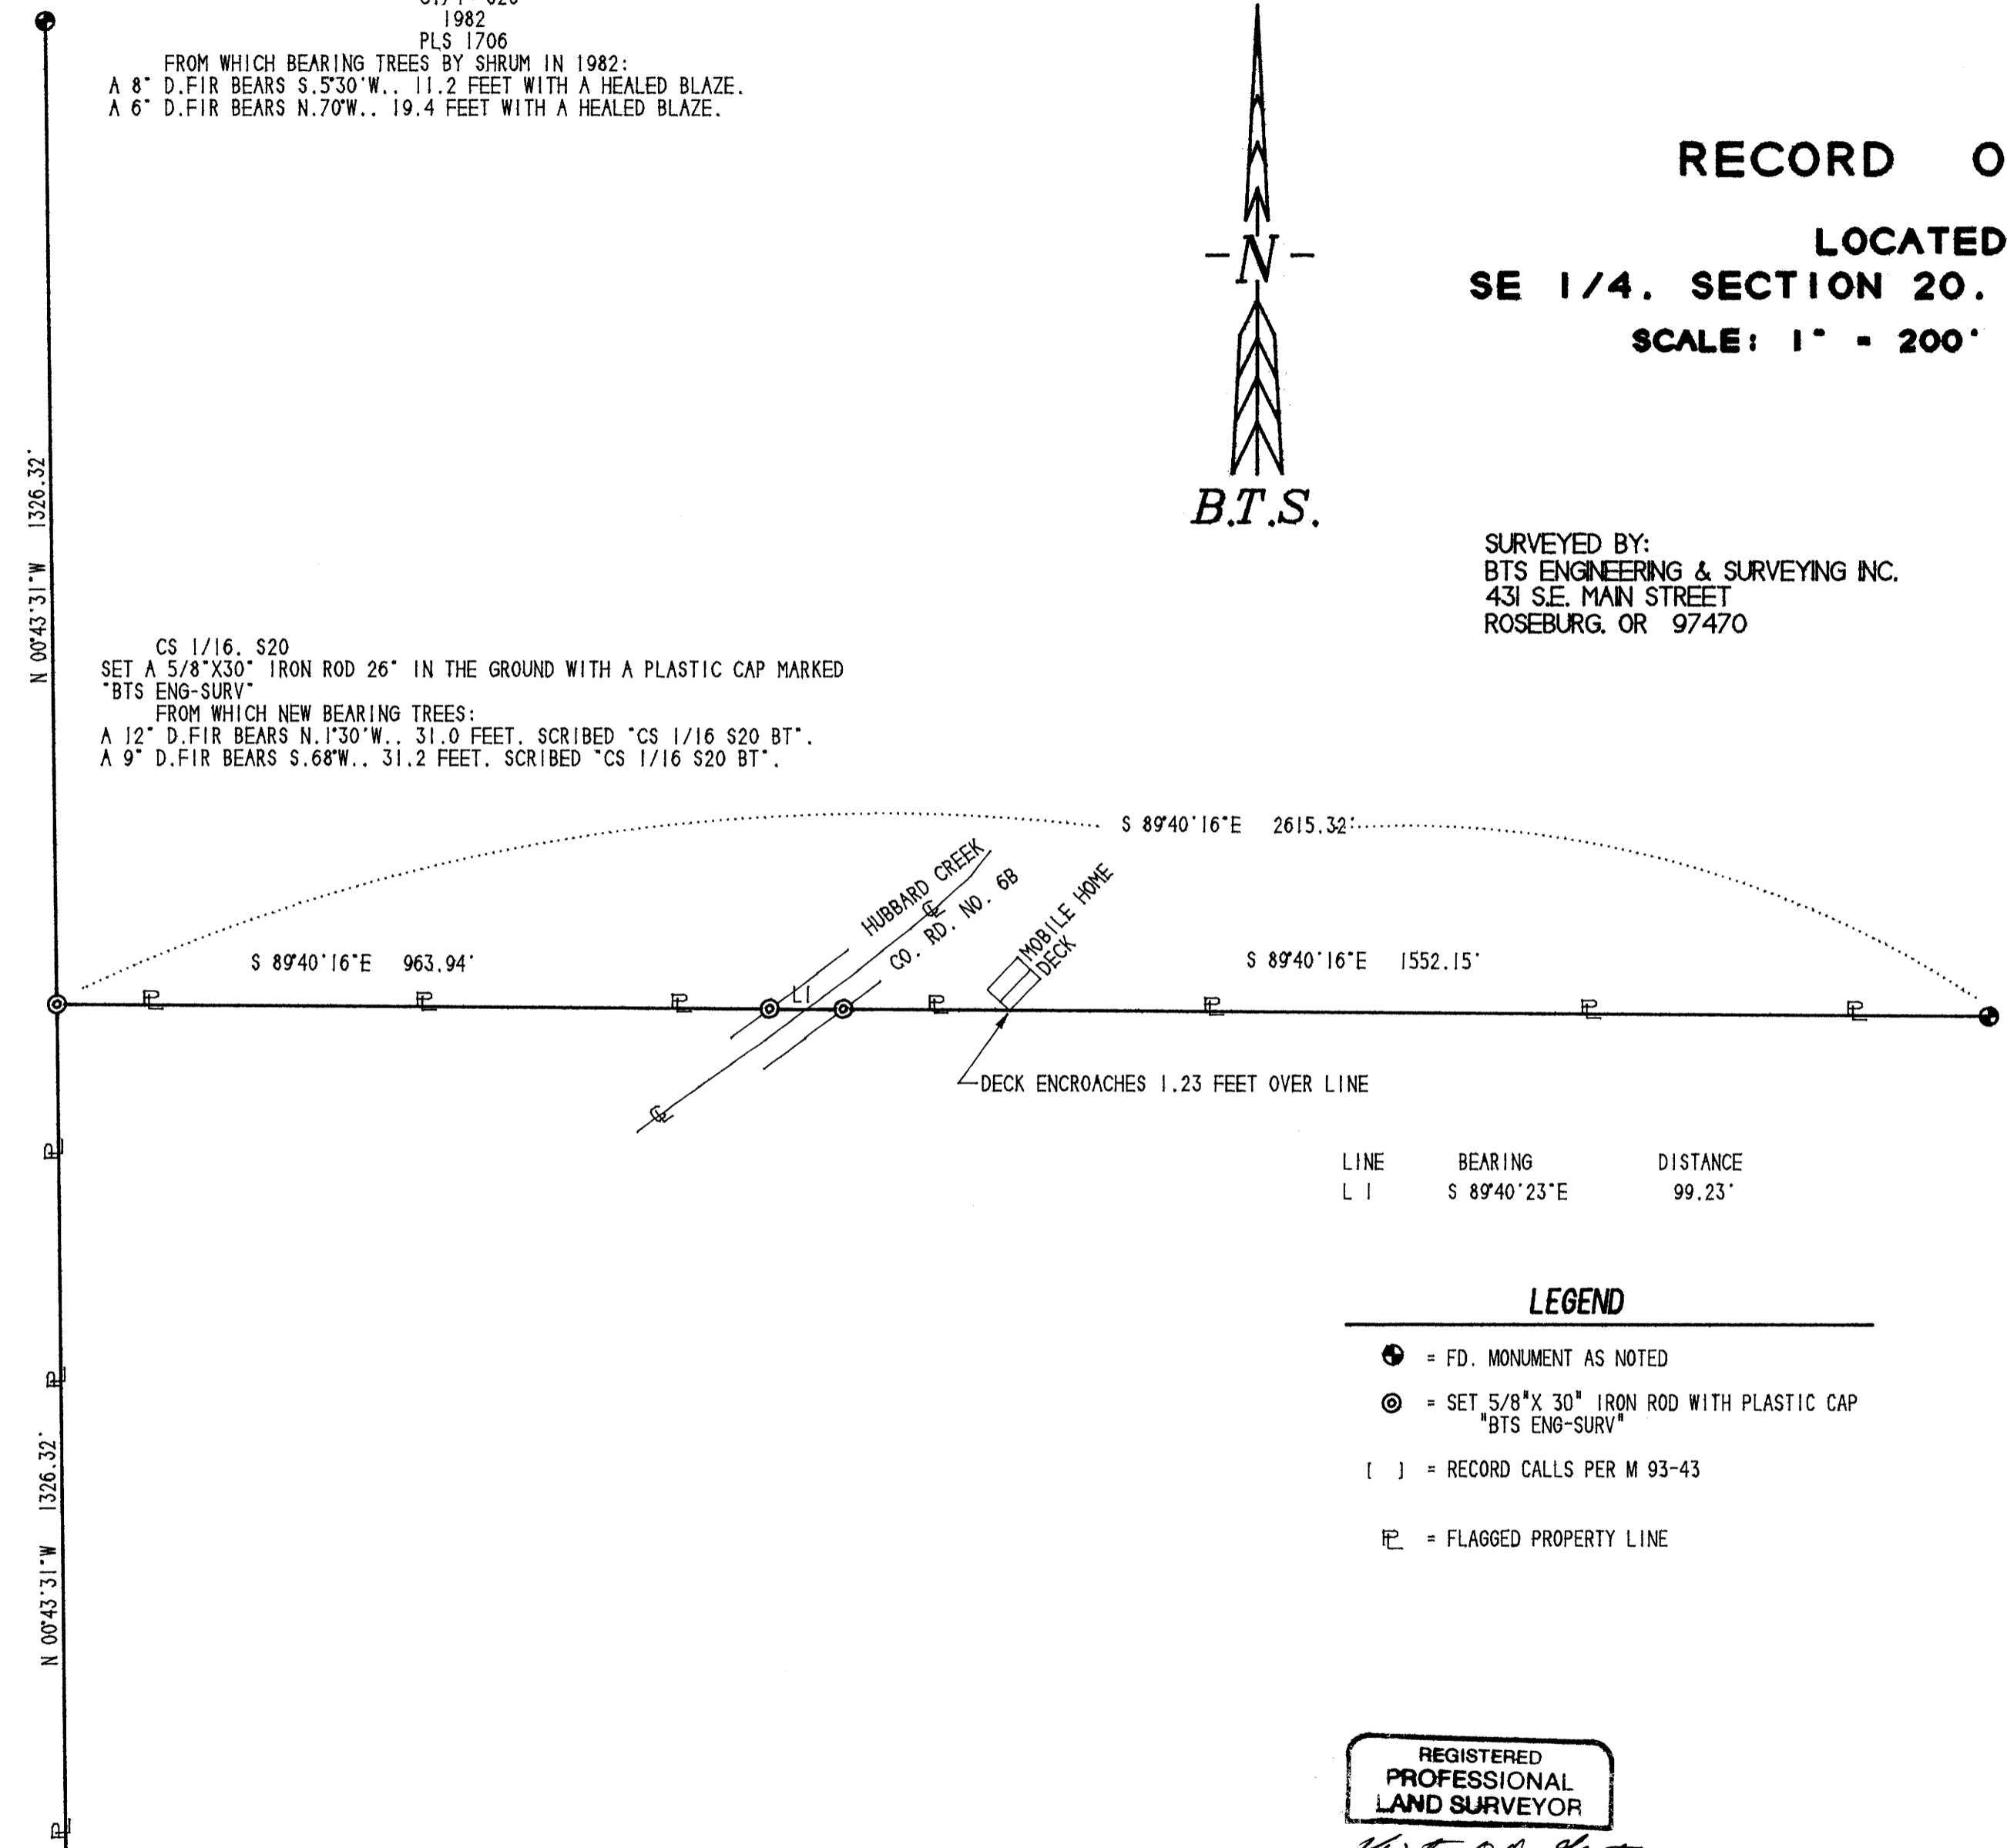 1982
PLS 1706
FROM WHICH BEARING TREES BY SHRUM IN 1982:
A 8" D.FIR BEARS S.5°30'W., 11.2 FEET WITH A HEALED BLAZE.
A 6" D.FIR BEARS N.70°W., 19.4 FEET WITH A HEALED BLAZE.
N
B.T.S.
RECORD O
LOCATED
SE 1/4, SECTION 20,
SCALE: 1" = 200'
SURVEYED BY:
BTS ENGINEERING & SURVEYING INC.
431 S.E. MAIN STREET
ROSEBURG, OR 97470
N 00°43'31"W 1326.32'
CS 1/16, S20
SET A 5/8"X30" IRON ROD 26" IN THE GROUND WITH A PLASTIC CAP MARKED
"BTS ENG-SURV"
FROM WHICH NEW BEARING TREES:
A 12" D.FIR BEARS N.1°30'W., 31.0 FEET, SCRIBED "CS 1/16 S20 BT".
A 9" D.FIR BEARS S.68°W., 31.2 FEET, SCRIBED "CS 1/16 S20 BT".
S 89°40'16"E 2615.32'
HUBBARD CREEK
CO. RD. NO. 6B
MOBILE HOME
DECK
S 89°40'16"E 963.94'
L1
S 89°40'16"E 1552.15'
DECK ENCROACHES 1.23 FEET OVER LINE
LINE BEARING DISTANCE
L 1 S 89°40'23"E 99.23'
LEGEND
= FD. MONUMENT AS NOTED
= SET 5/8"X 30" IRON ROD WITH PLASTIC CAP
"BTS ENG-SURV"
[ ] = RECORD CALLS PER M 93-43
PL = FLAGGED PROPERTY LINE
N 00°43'31"W 1326.32'
REGISTERED
PROFESSIONAL
LAND SURVEYOR